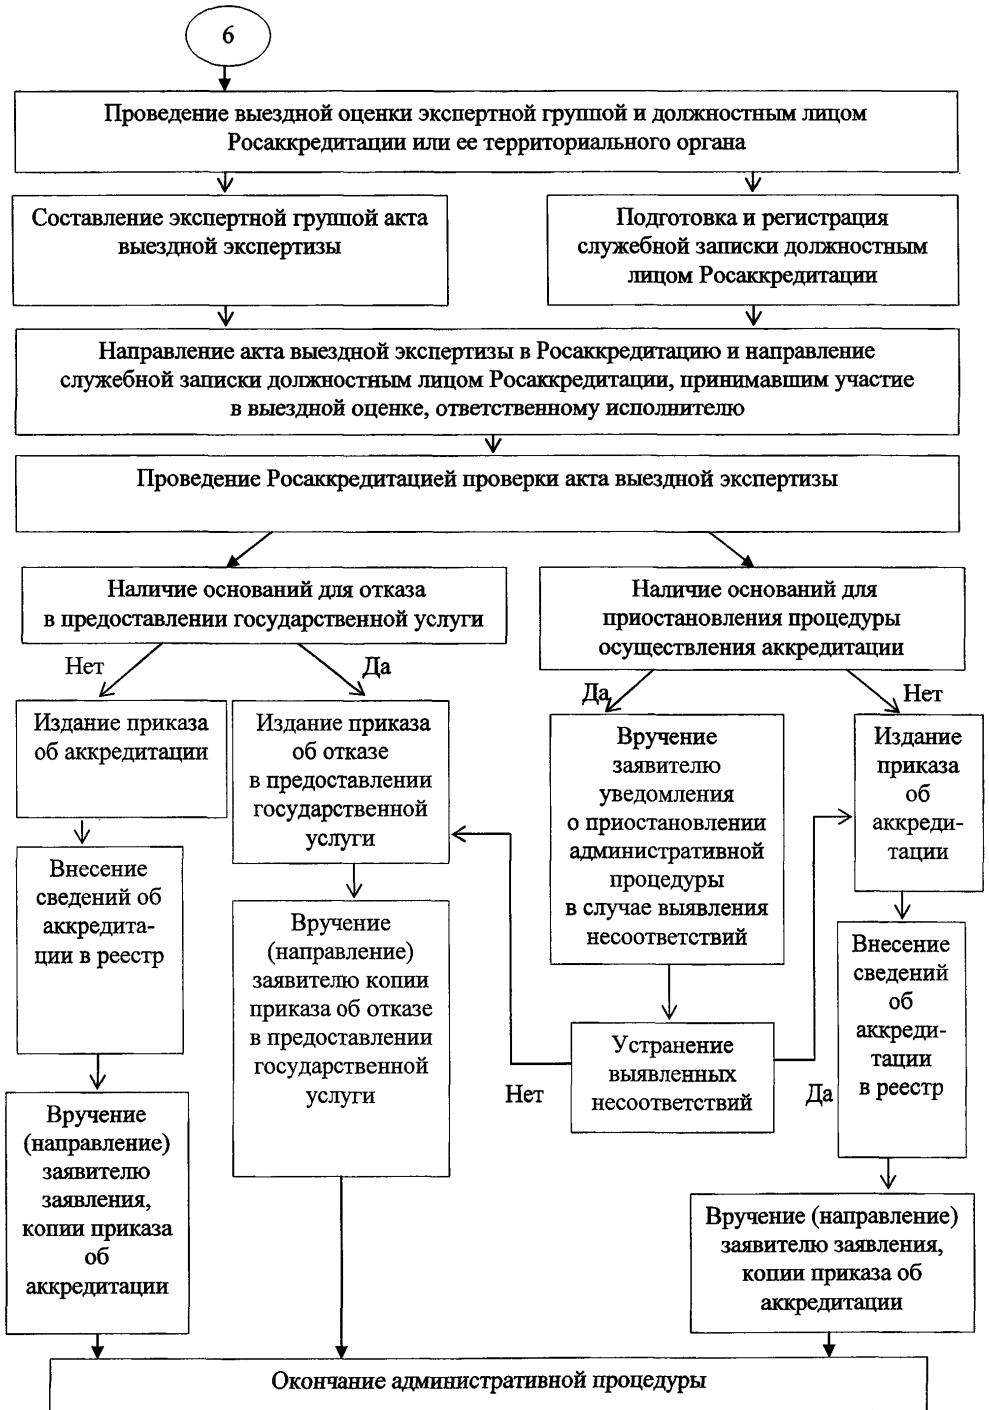 6
Проведение выездной оценки экспертной группой и должностным лицом
Росаккредитации или ее территориального органа
Составление экспертной группой акта
выездной экспертизы
Подготовка и регистрация
служебной записки должностным
лицом Росаккредитации
Направление акта выездной экспертизы в Росаккредитацию и направление
служебной записки должностным лицом Росаккредитации, принимавшим участие
в выездной оценке, ответственному исполнителю
Проведение Росаккредитацией проверки акта выездной экспертизы
Наличие оснований для отказа
в предоставлении государственной услуги
Наличие оснований для
приостановления процедуры
осуществления аккредитации
Нет
Да
Да
Нет
Издание приказа
об аккредитации
Издание приказа
об отказе
в предоставлении
государственной
услуги
Вручение
заявителю
уведомления
о приостановлении
административной
процедуры
в случае выявления
несоответствий
Издание
приказа
об
аккреди-
тации
Внесение
сведений об
аккредита-
ции в реестр
Вручение
(направление)
заявителю копии
приказа об отказе
в предоставлении
государственной
услуги
Внесение
сведений
об
аккреди-
тации
в реестр
Устранение
выявленных
несоответствий
Нет
Да
Вручение
(направление)
заявителю
заявления,
копии приказа
об
аккредитации
Вручение (направление)
заявителю заявления,
копии приказа об
аккредитации
Окончание административной процедуры